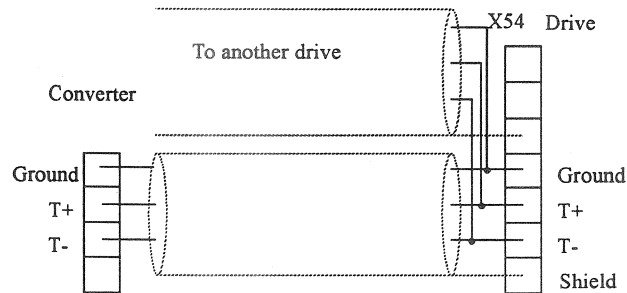 X54 Drive
To another drive
Converter
Ground
T+
T-
Ground
T+
T-
Shield